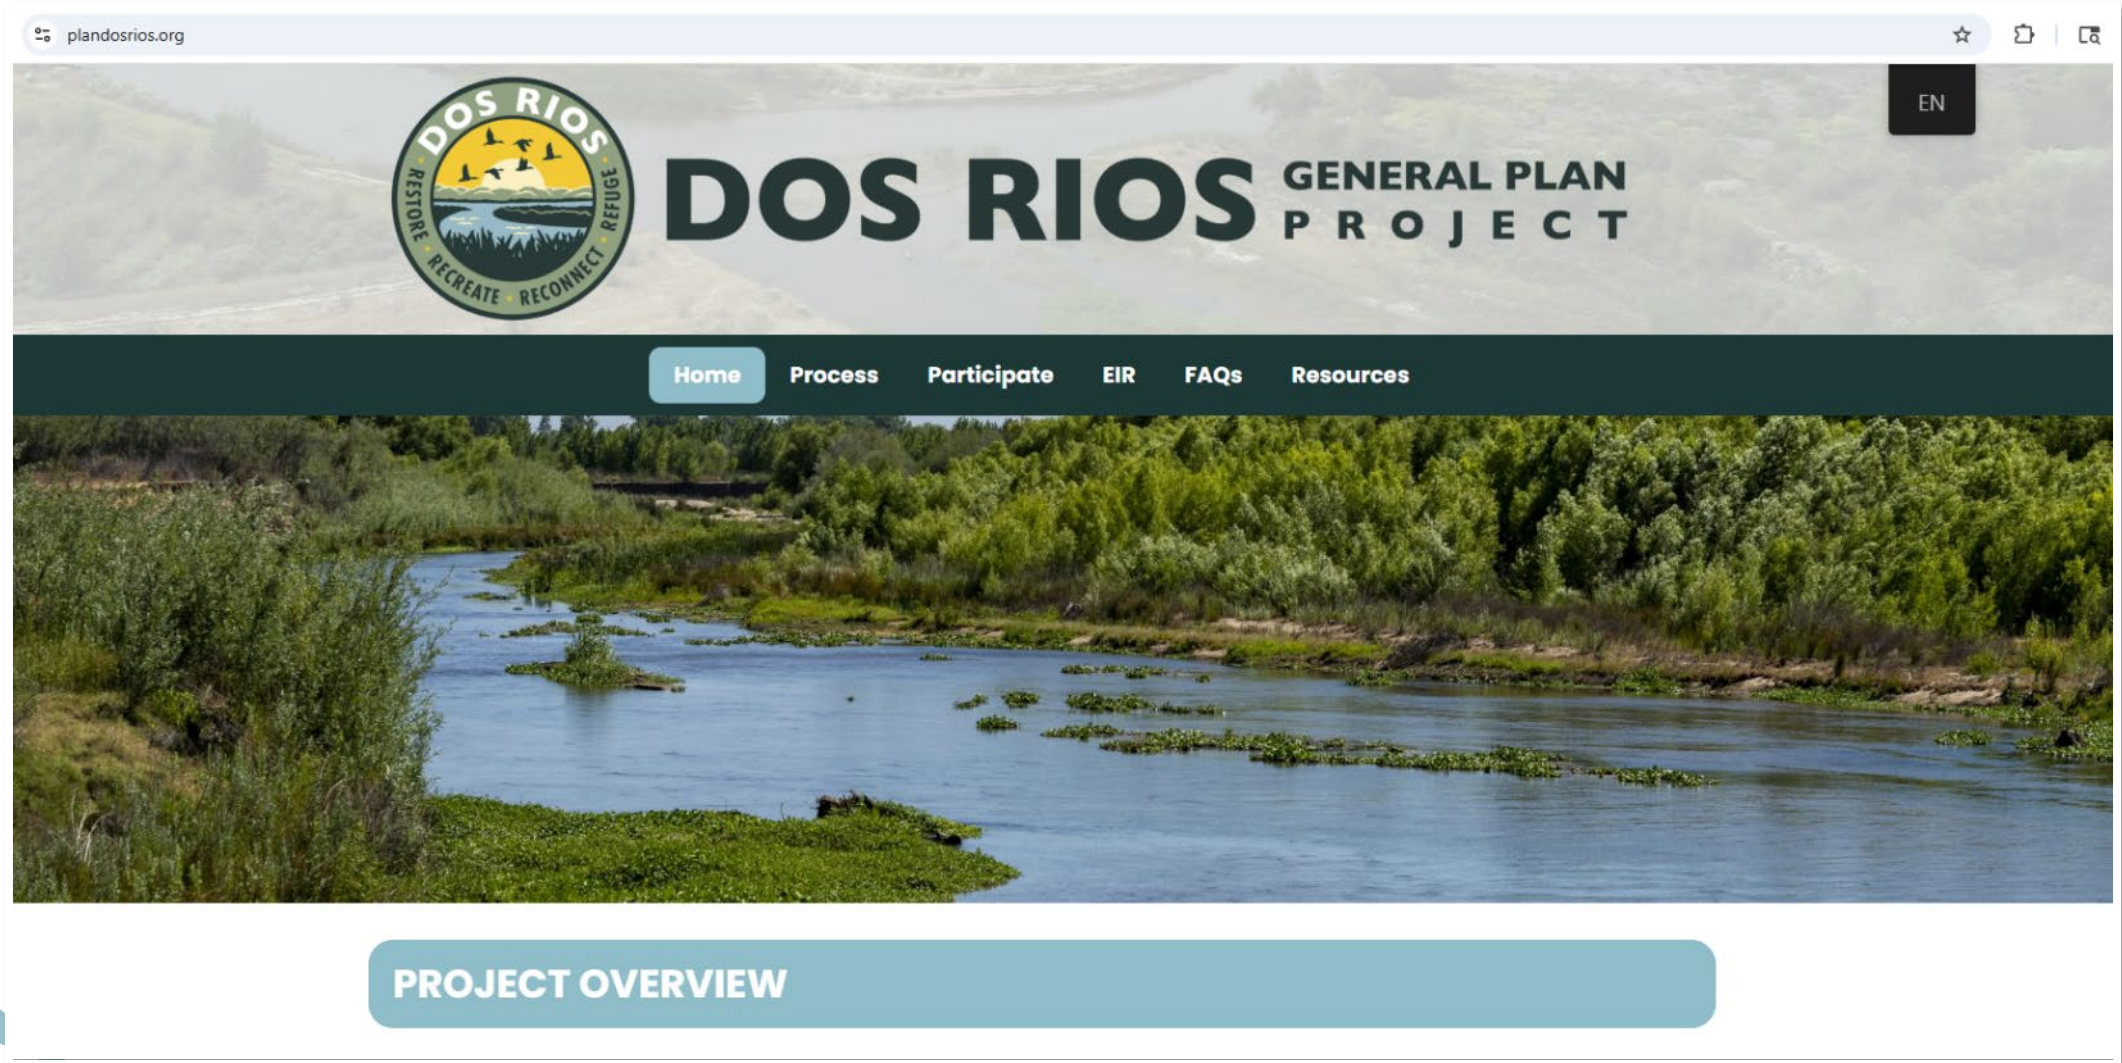 plandosrios.org
EN
DOS RIOS
RESTORE · RECREATE · RECONNECT · REFUGE
DOS RIOS
GENERAL PLAN
PROJECT
Home Process Participate EIR FAQs Resources
PROJECT OVERVIEW